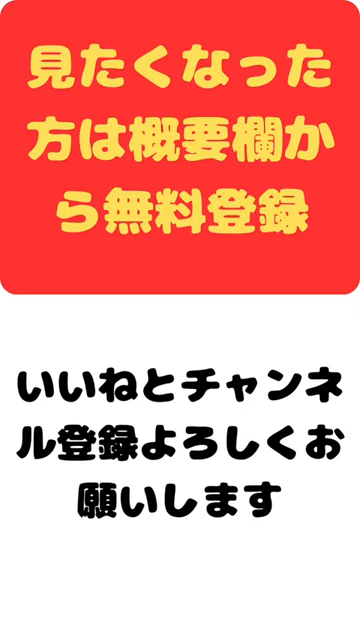 見たくなった
方は概要欄か
ら無料登録
いいねとチャンネ
ル登録よろしくお
願いします